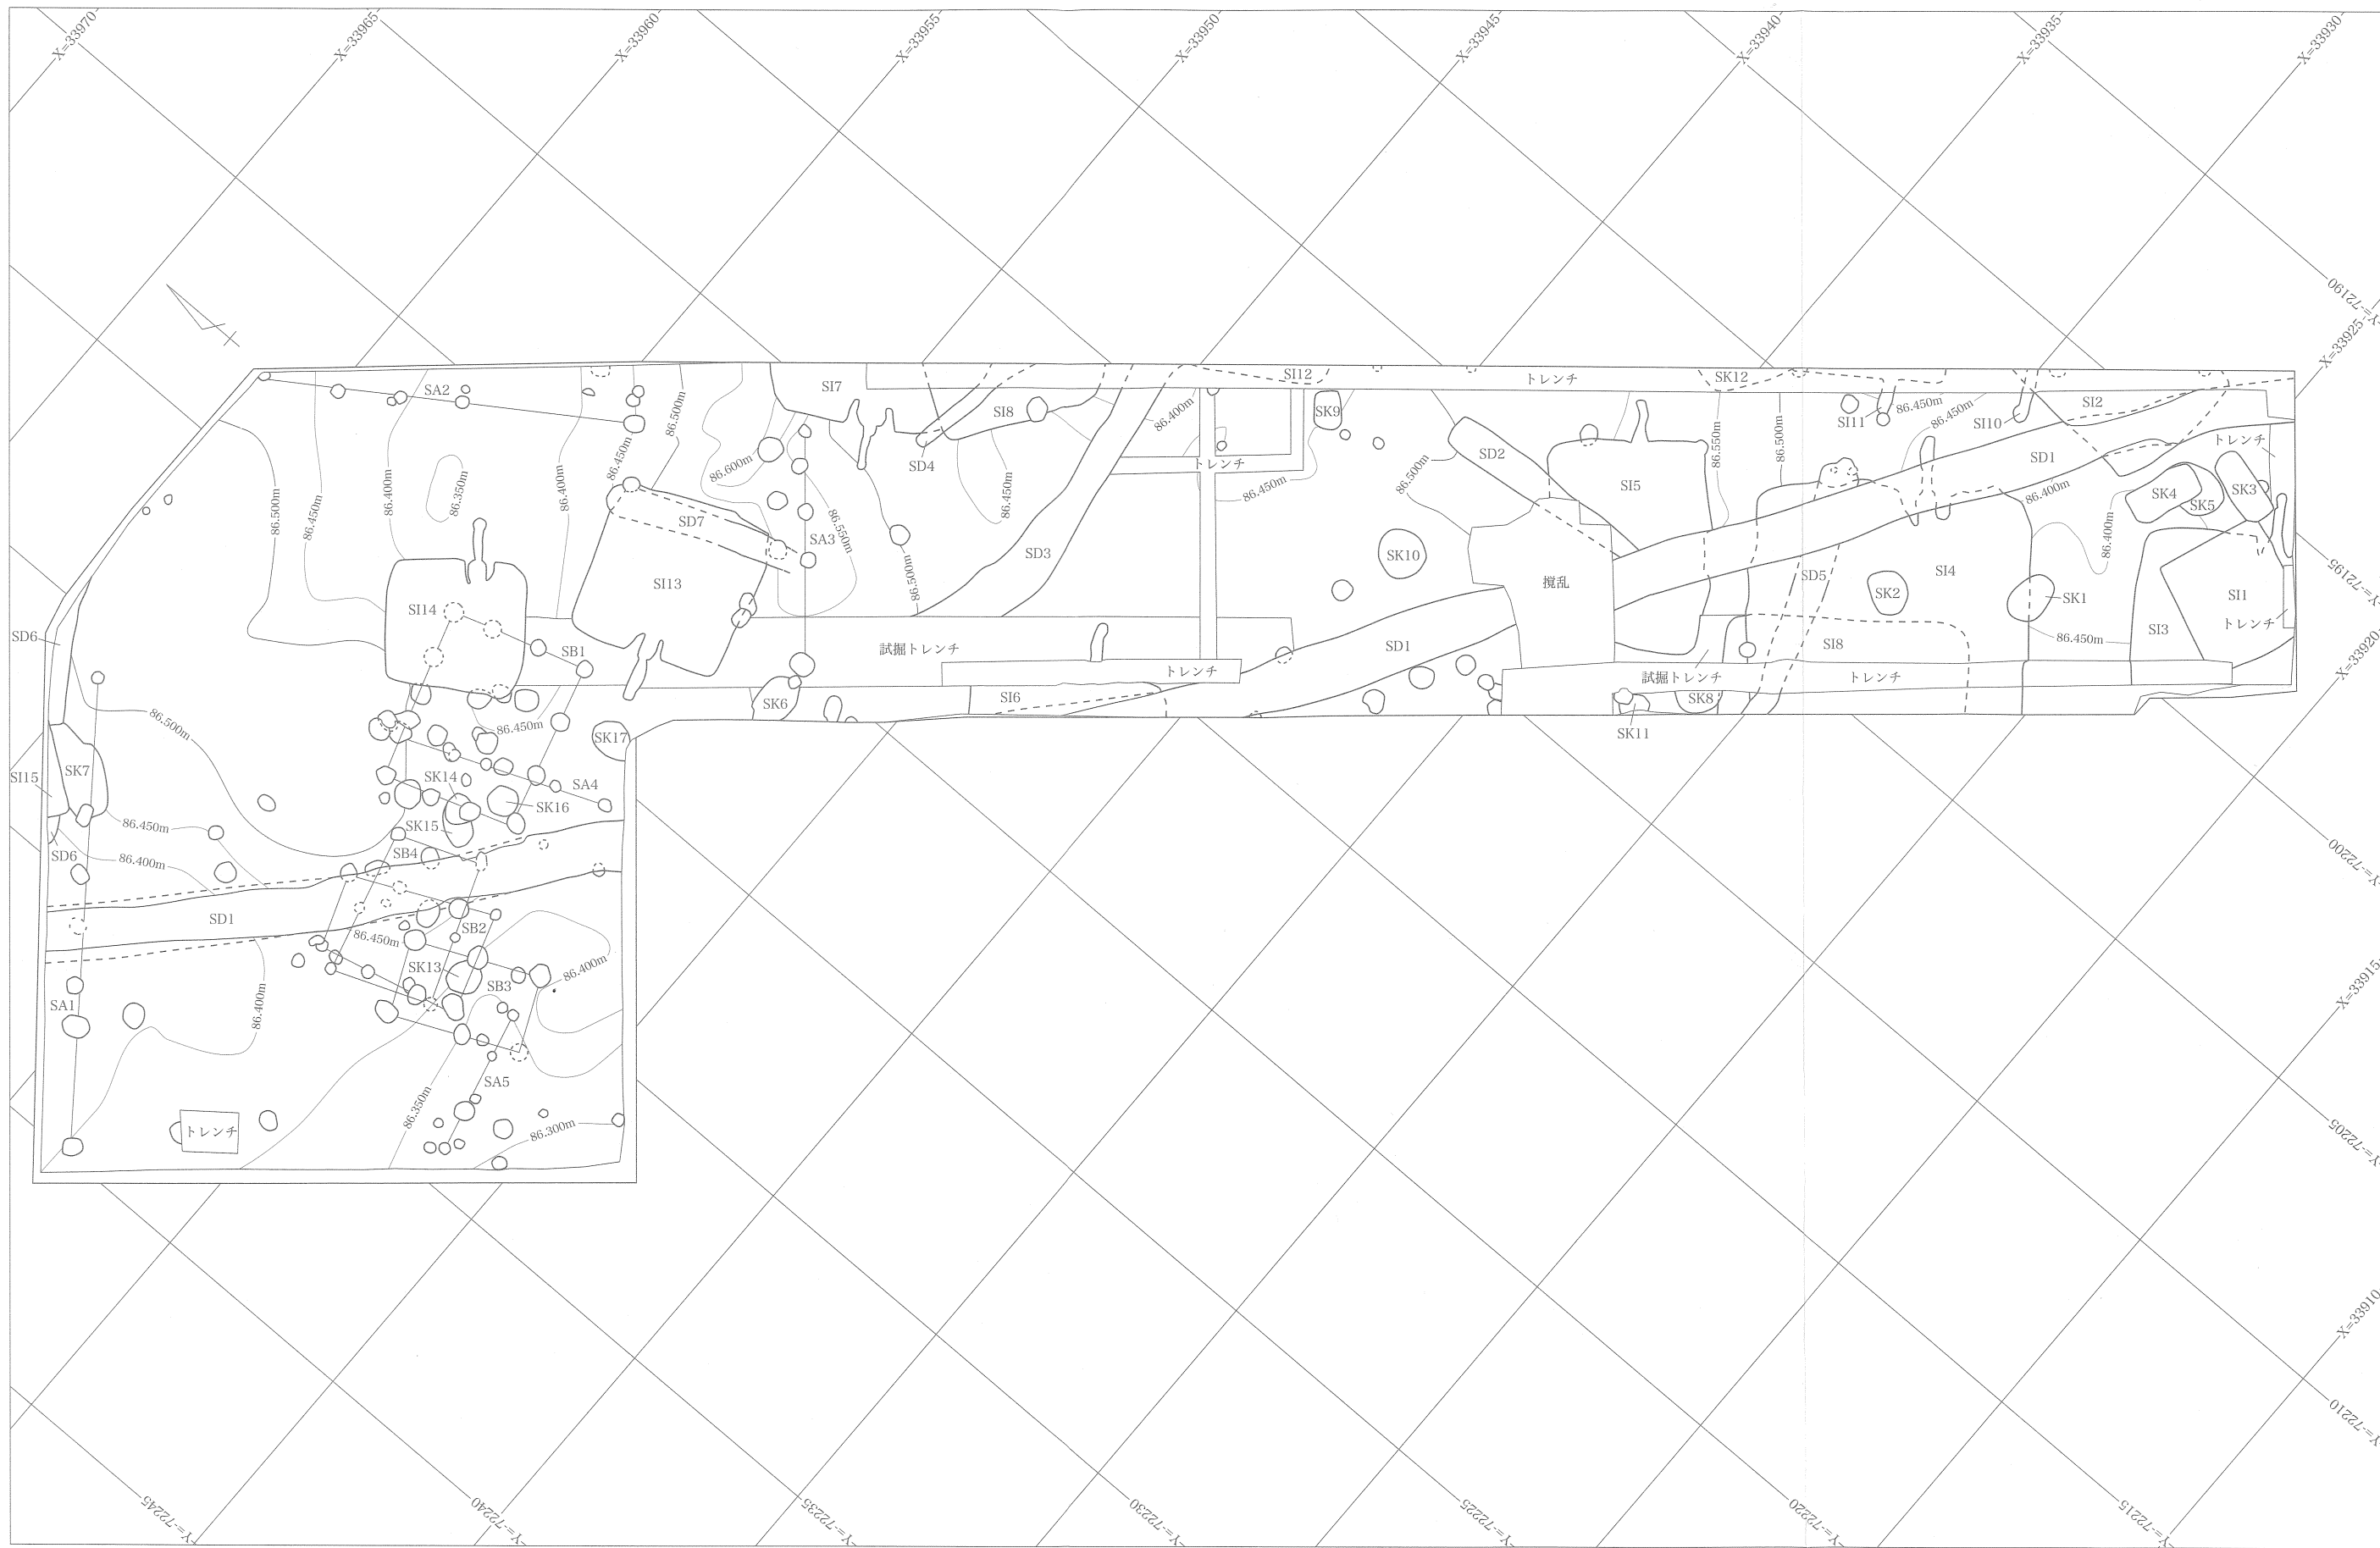 X=33970
X=33965
X=33960
X=33955
X=33950
X=33945
X=33940
X=33935
X=33930
Y=-72190
X=33925
SA2
86.500m
86.450m
86.400m
86.350m
86.400m
86.450m
86.500m
86.600m
SI7
SD4
SI8
86.450m
86.400m
SI12
トレンチ
SK12
SK9
トレンチ
86.450m
86.500m
SD2
SI5
86.550m
86.500m
SI11
86.450m
86.450m
SI10
SI2
SD1
トレンチ
86.400m
SK4
SK5
SK3
SD7
SA3
86.550m
86.500m
SD3
SK10
撹乱
SD5
SI4
SK2
SK1
86.400m
SI1
トレンチ
SI3
86.450m
Y=-72195
X=33920
SI14
SI13
SB1
SD6
試掘トレンチ
トレンチ
SD1
SI8
試掘トレンチ
トレンチ
SK6
SI6
SK8
SK11
86.500m
86.450m
SK17
SI15
SK7
SK14
SA4
SK16
SK15
86.450m
86.400m
SD6
SB4
SD1
86.450m
SB2
SK13
SB3
86.400m
SA1
86.400m
SA5
86.350m
86.300m
トレンチ
Y=-72200
X=33915
Y=-72205
X=33910
Y=-72210
Y=-72245
Y=-72240
Y=-72235
Y=-72230
Y=-72225
Y=-72220
Y=-72215